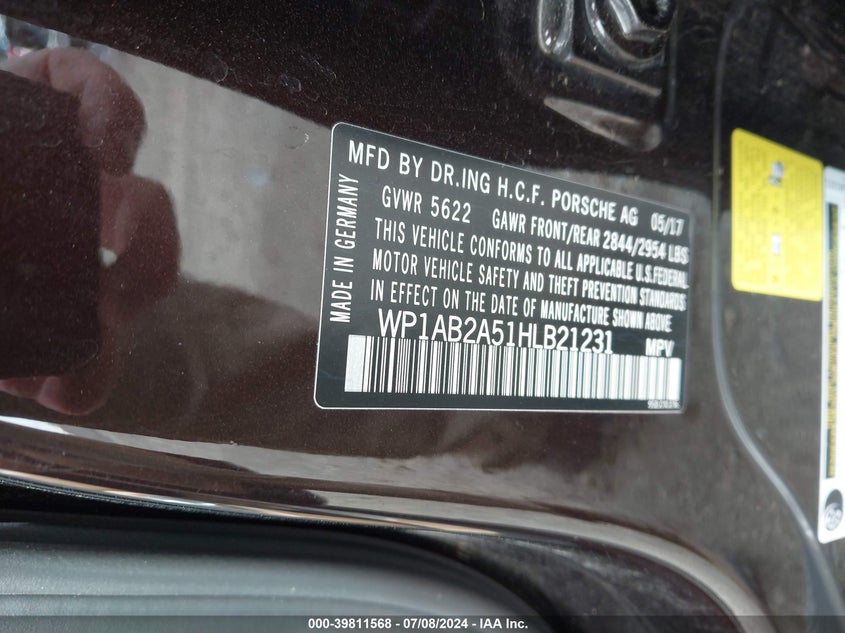 MFD BY DR.ING H.C.F. PORSCHE AG 05/17
GVWR 5622 GAWR FRONT/REAR 2844/2954 LBS
THIS VEHICLE CONFORMS TO ALL APPLICABLE U.S.FEDERAL
MOTOR VEHICLE SAFETY AND THEFT PREVENTION STANDARDS
IN EFFECT ON THE DATE OF MANUFACTURE SHOWN ABOVE
WP1AB2A51HLB21231 MPV
MADE IN GERMANY
000-39811568 - 07/08/2024 - IAA Inc.